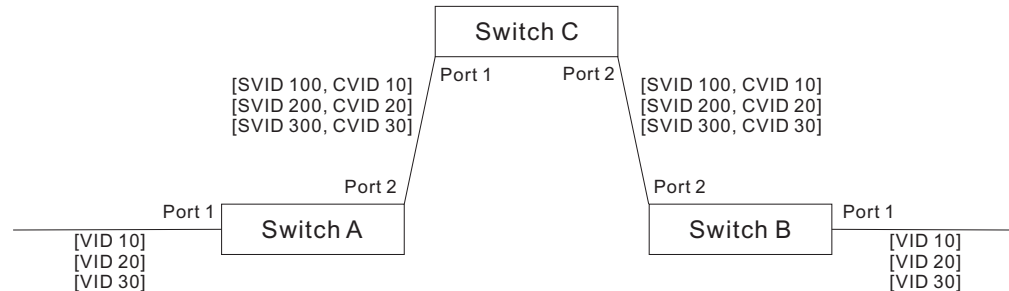 Switch C
Port 1
Port 2
[SVID 100, CVID 10]
[SVID 200, CVID 20]
[SVID 300, CVID 30]
[SVID 100, CVID 10]
[SVID 200, CVID 20]
[SVID 300, CVID 30]
Port 2
Port 2
Port 1
Switch A
Switch B
Port 1
[VID 10]
[VID 20]
[VID 30]
[VID 10]
[VID 20]
[VID 30]